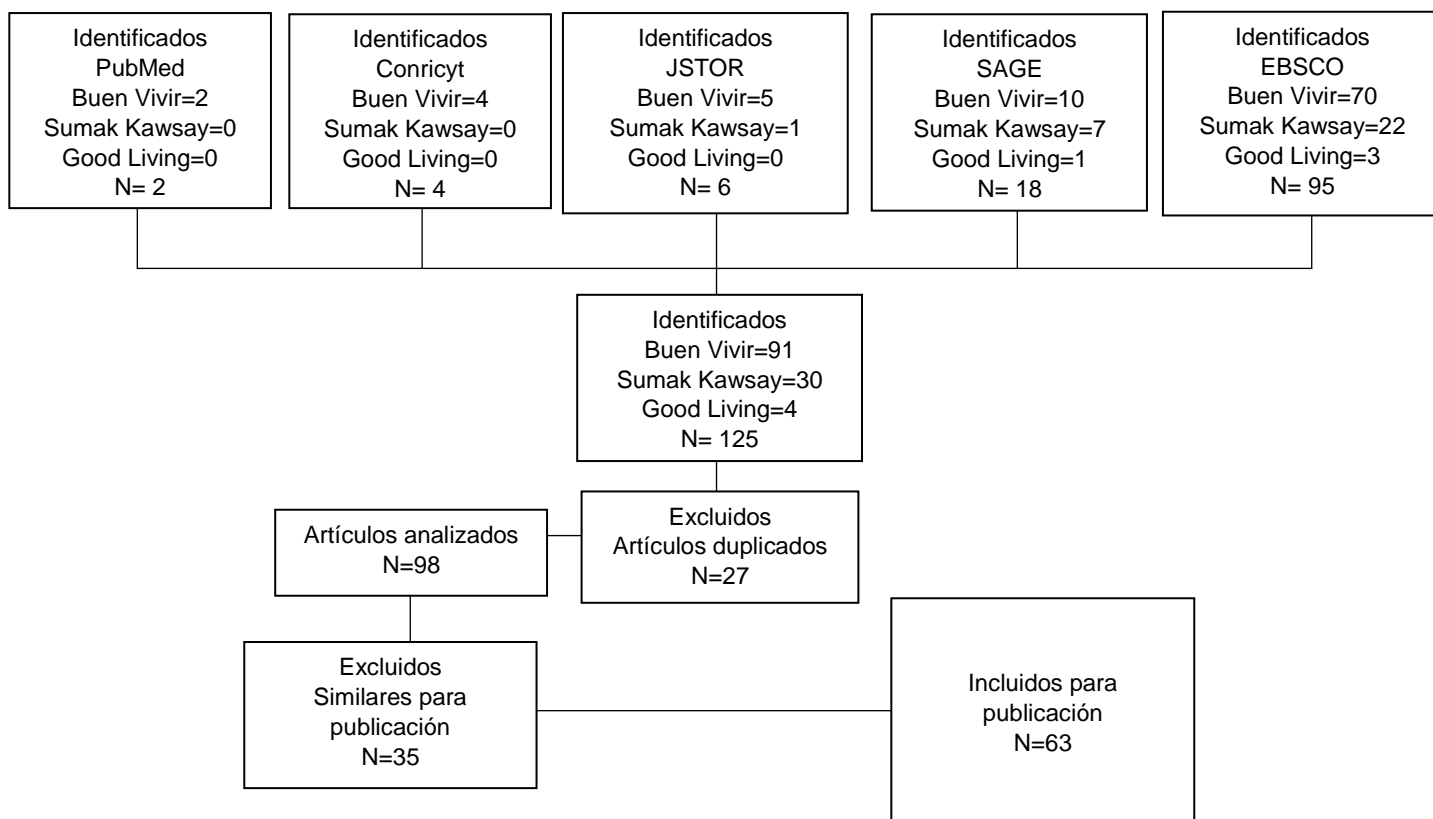 Identificados
PubMed
Buen Vivir=2
Sumak Kawsay=0
Good Living=0
N= 2
Identificados
Conricyt
Buen Vivir=4
Sumak Kawsay=0
Good Living=0
N= 4
Identificados
JSTOR
Buen Vivir=5
Sumak Kawsay=1
Good Living=0
N= 6
Identificados
SAGE
Buen Vivir=10
Sumak Kawsay=7
Good Living=1
N= 18
Identificados
EBSCO
Buen Vivir=70
Sumak Kawsay=22
Good Living=3
N= 95
Identificados
Buen Vivir=91
Sumak Kawsay=30
Good Living=4
N= 125
Excluidos
Artículos duplicados
N=27
Artículos analizados
N=98
Excluidos
Similares para
publicación
N=35
Incluidos para
publicación
N=63